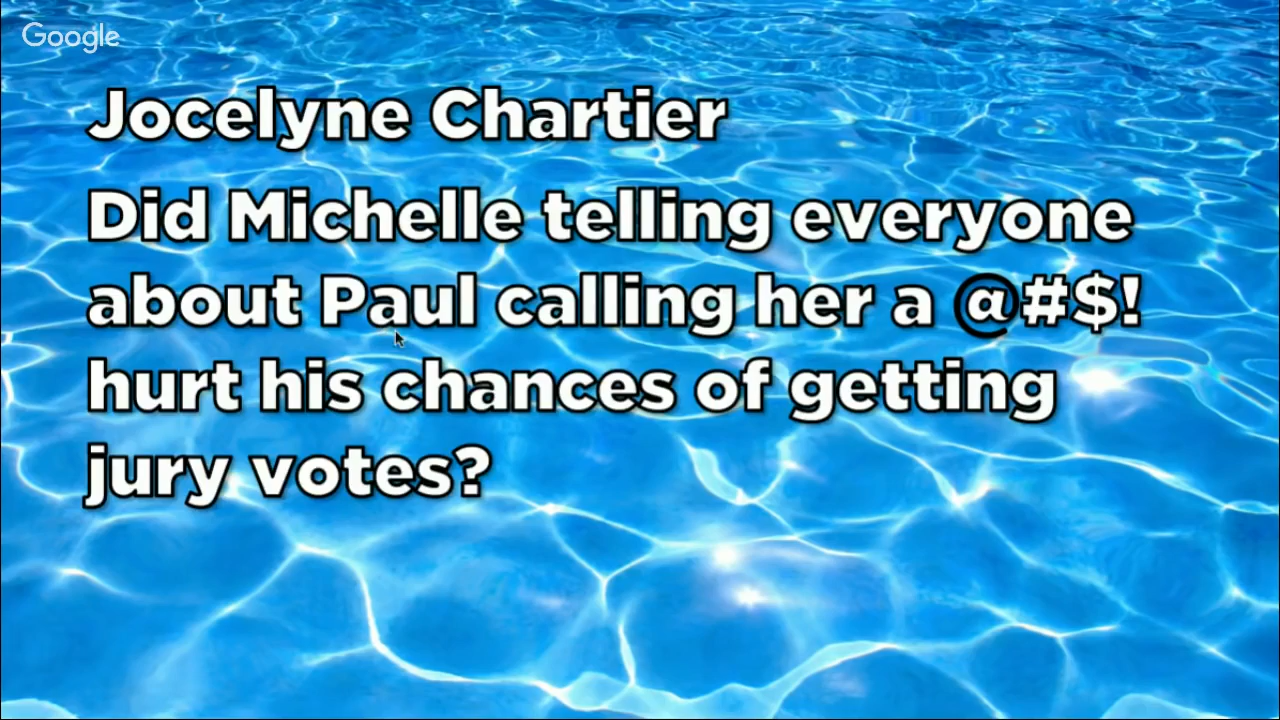 Google
Jocelyne Chartier
Did Michelle telling everyone
about Paul calling her a @#$!
hurt his chances of getting
jury votes?